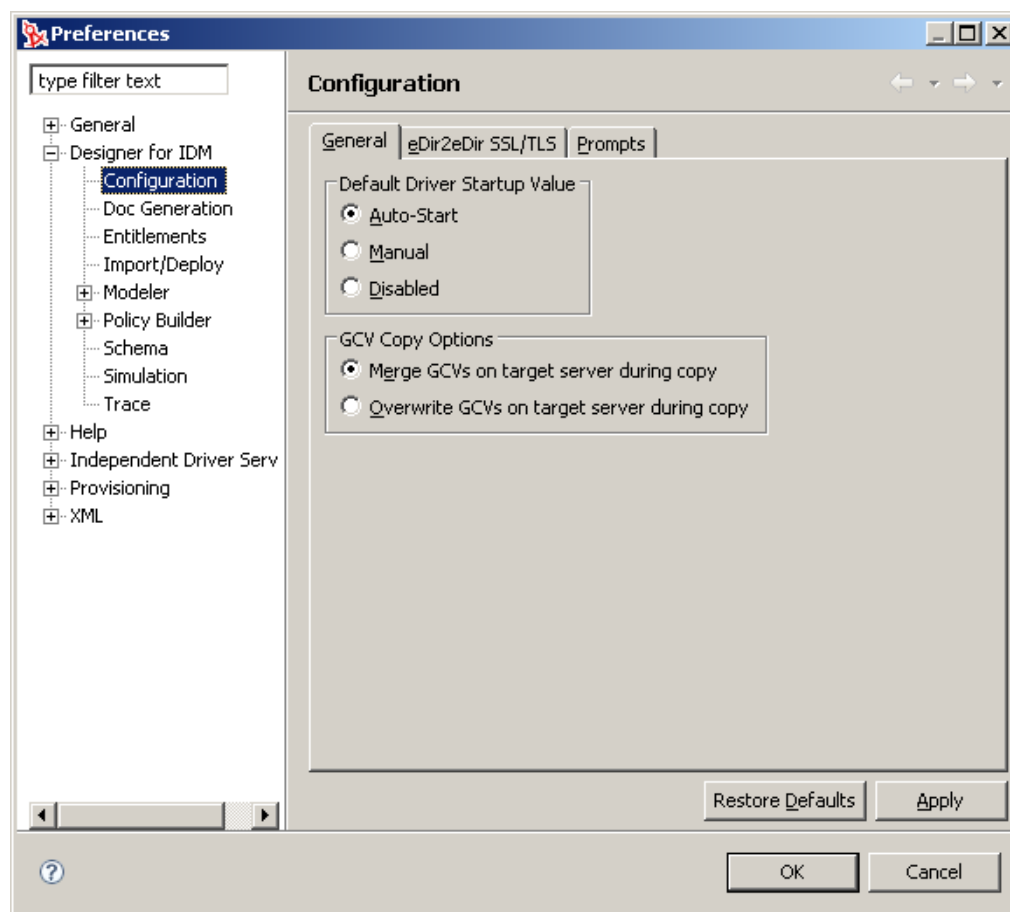 Preferences
type filter text
General
Designer for IDM
Configuration
Doc Generation
Entitlements
Import/Deploy
Modeler
Policy Builder
Schema
Simulation
Trace
Help
Independent Driver Serv
Provisioning
XML
Configuration
General eDir2eDir SSL/TLS Prompts
Default Driver Startup Value
Auto-Start
Manual
Disabled
GCV Copy Options
Merge GCVs on target server during copy
Overwrite GCVs on target server during copy
Restore Defaults Apply
? OK Cancel